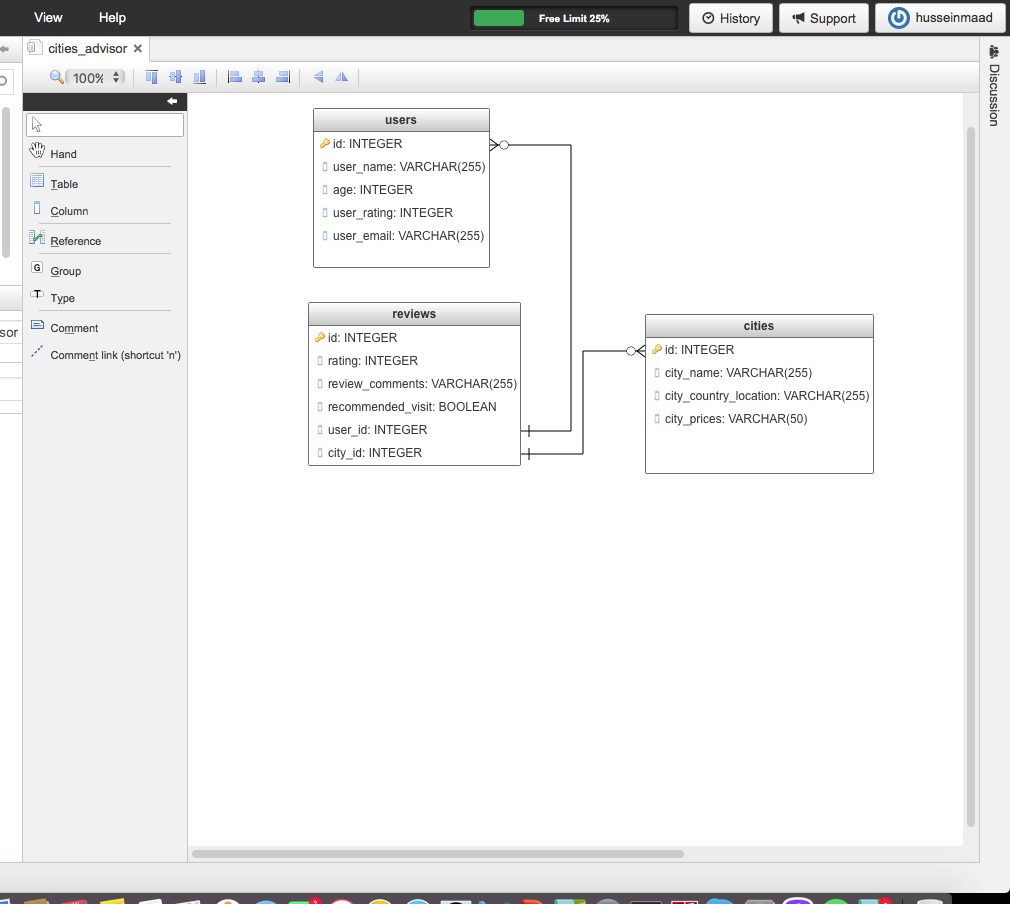 View Help Free Limit 25% History Support husseinmaad
cities_advisor
100%
Discussion
Hand
Table
Column
Reference
G Group
T Type
Comment
Comment link (shortcut 'n')
sor
users
id: INTEGER
user_name: VARCHAR(255)
age: INTEGER
user_rating: INTEGER
user_email: VARCHAR(255)
reviews
id: INTEGER
rating: INTEGER
review_comments: VARCHAR(255)
recommended_visit: BOOLEAN
user_id: INTEGER
city_id: INTEGER
cities
id: INTEGER
city_name: VARCHAR(255)
city_country_location: VARCHAR(255)
city_prices: VARCHAR(50)